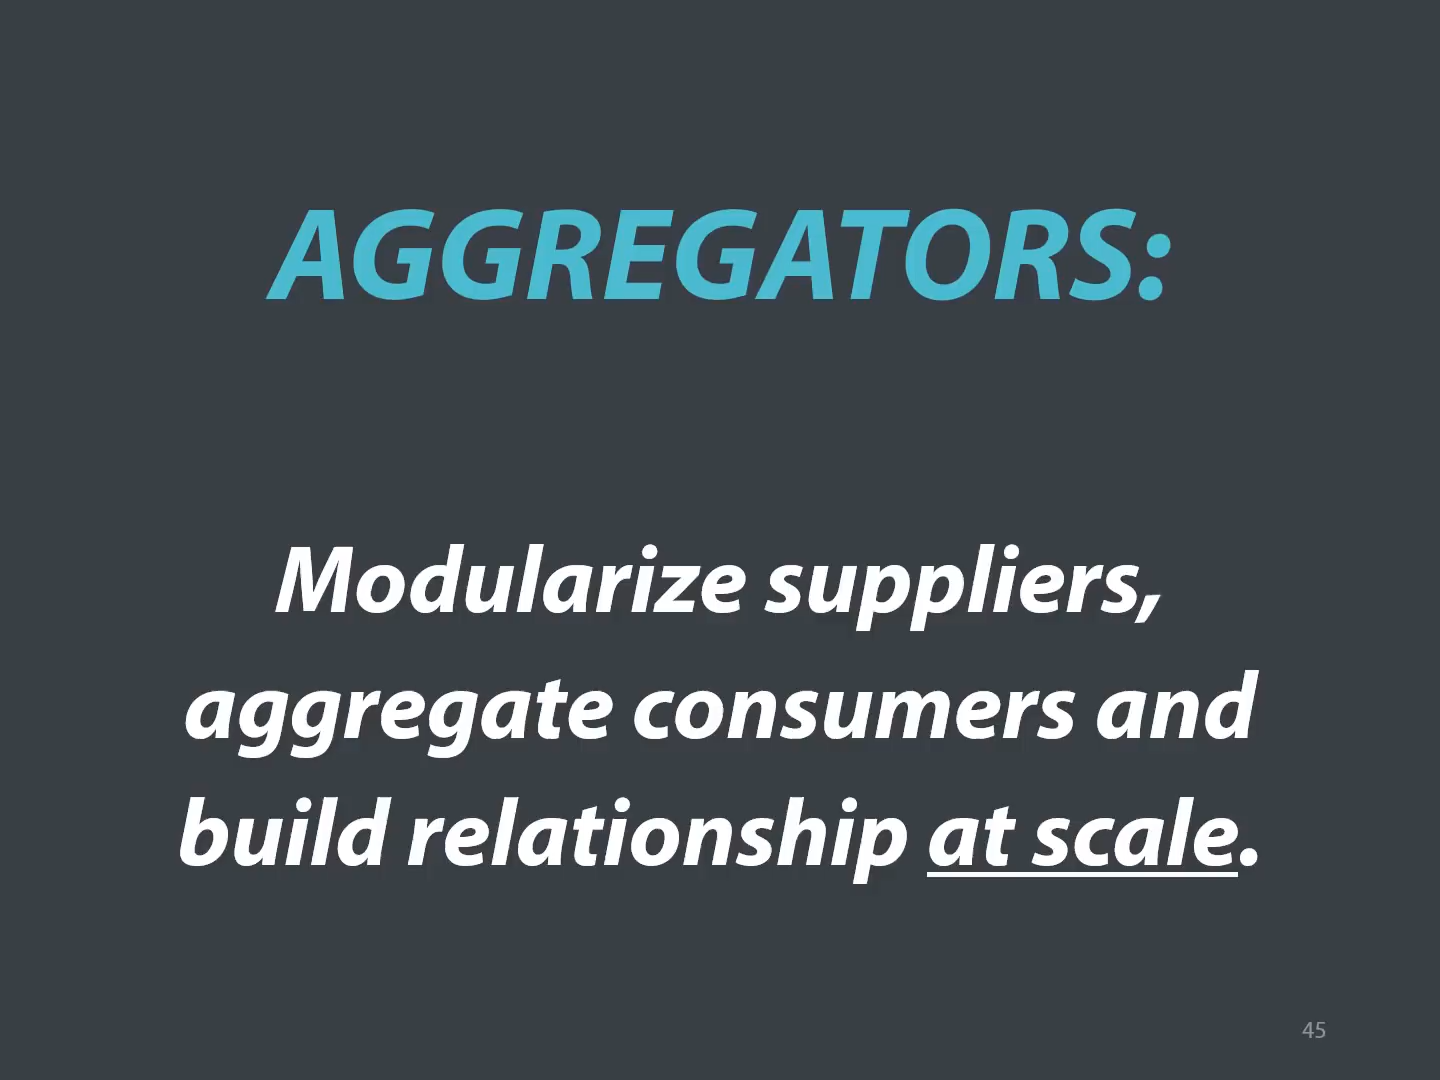 AGGREGATORS:
Modularize suppliers,
aggregate consumers and
build relationship at scale.
45